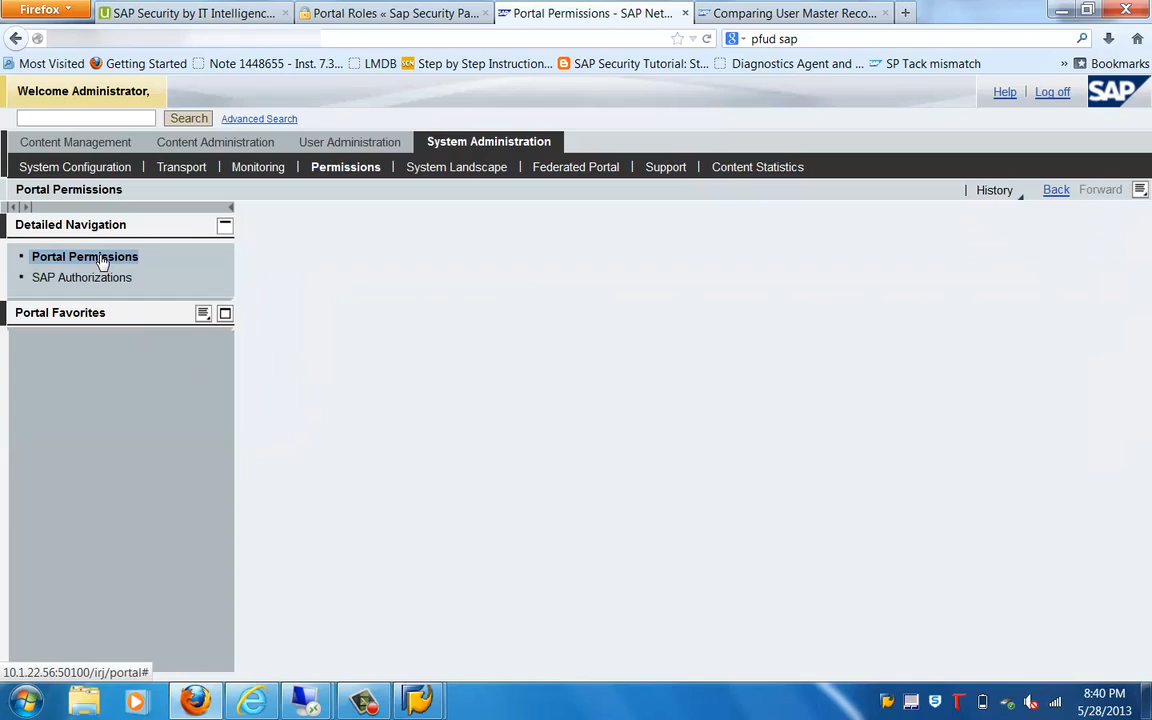 Firefox
SAP Security by IT Intelligenc...
Portal Roles « Sap Security Pa...
Portal Permissions - SAP Net...
Comparing User Master Reco...
pfud sap
Most Visited
Getting Started
Note 1448655 - Inst. 7.3...
LMDB
Step by Step Instruction...
SAP Security Tutorial: St...
Diagnostics Agent and ...
SP Tack mismatch
»
Bookmarks
Welcome Administrator,
Help
Log off
SAP
Search
Advanced Search
Content Management
Content Administration
User Administration
System Administration
System Configuration
Transport
Monitoring
Permissions
System Landscape
Federated Portal
Support
Content Statistics
Portal Permissions
History
Back
Forward
Detailed Navigation
Portal Permissions
SAP Authorizations
Portal Favorites
10.1.22.56:50100/irj/portal#
8:40 PM
5/28/2013